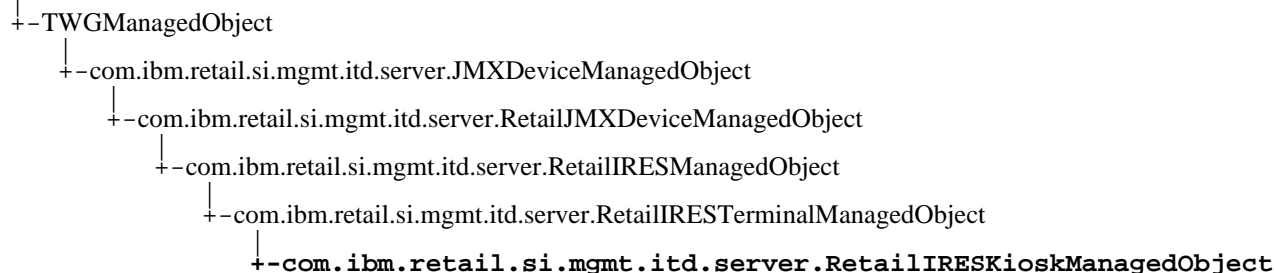 |
+-TWGManagedObject
|
+-com.ibm.retail.si.mgmt.itd.server.JMXDeviceManagedObject
|
+-com.ibm.retail.si.mgmt.itd.server.RetailJMXDeviceManagedObject
|
+-com.ibm.retail.si.mgmt.itd.server.RetailIRESManagedObject
|
+-com.ibm.retail.si.mgmt.itd.server.RetailIRESTerminalManagedObject
|
+-com.ibm.retail.si.mgmt.itd.server.RetailIRESKioskManagedObject